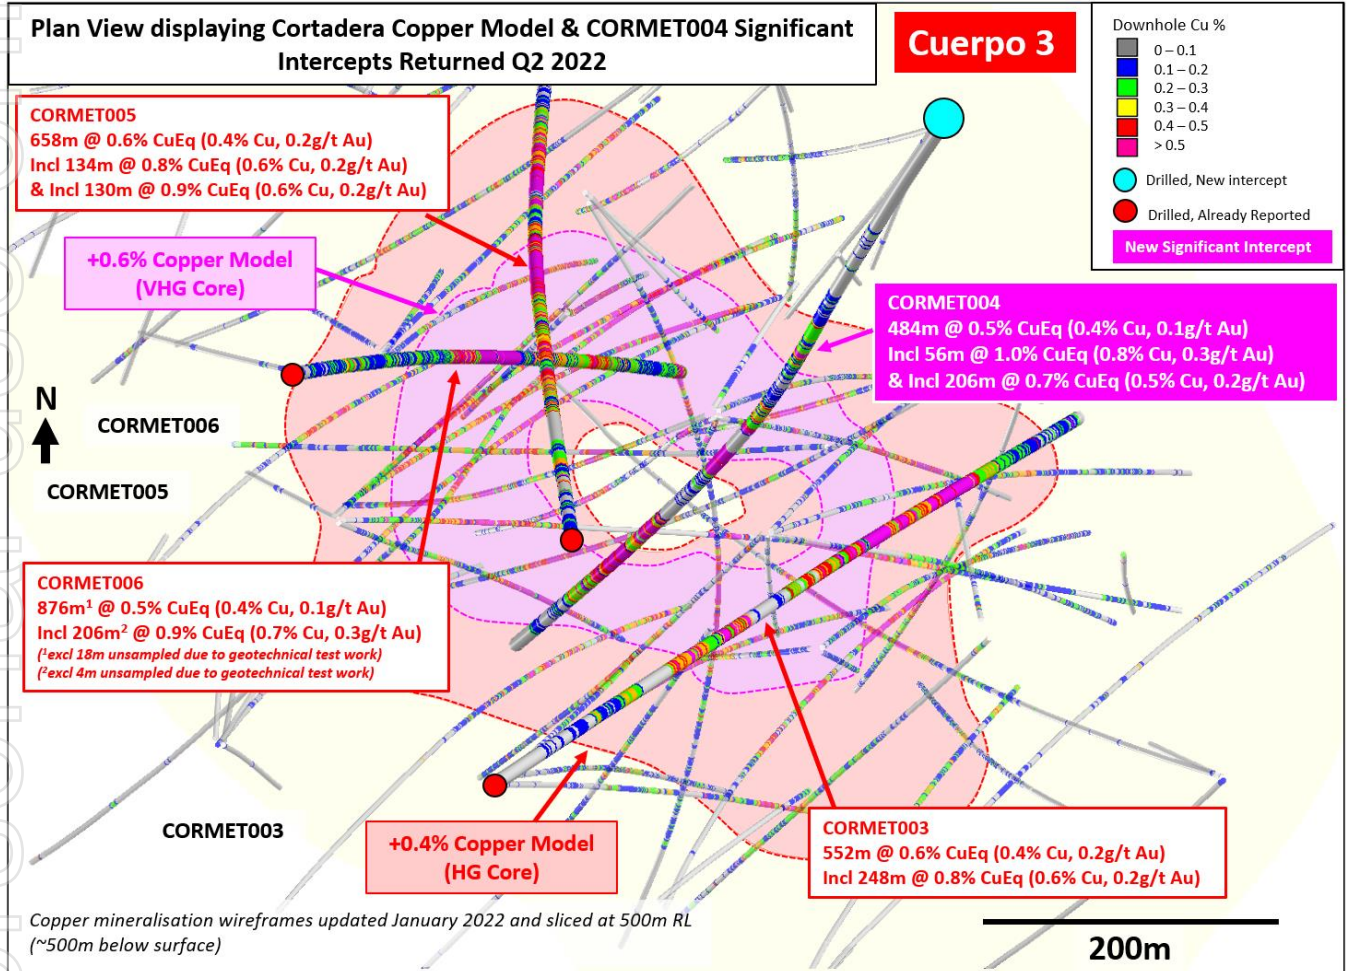 Plan View displaying Cortadera Copper Model & CORMET004 Significant
Intercepts Returned Q2 2022
Cuerpo 3
Downhole Cu %
0 – 0.1
0.1 – 0.2
0.2 – 0.3
0.3 – 0.4
0.4 – 0.5
> 0.5
Drilled, New intercept
Drilled, Already Reported
New Significant Intercept
CORMET005
658m @ 0.6% CuEq (0.4% Cu, 0.2g/t Au)
Incl 134m @ 0.8% CuEq (0.6% Cu, 0.2g/t Au)
& Incl 130m @ 0.9% CuEq (0.6% Cu, 0.2g/t Au)
+0.6% Copper Model
(VHG Core)
CORMET004
484m @ 0.5% CuEq (0.4% Cu, 0.1g/t Au)
Incl 56m @ 1.0% CuEq (0.8% Cu, 0.3g/t Au)
& Incl 206m @ 0.7% CuEq (0.5% Cu, 0.2g/t Au)
N
CORMET006
CORMET005
CORMET006
876m¹ @ 0.5% CuEq (0.4% Cu, 0.1g/t Au)
Incl 206m² @ 0.9% CuEq (0.7% Cu, 0.3g/t Au)
(¹excl 18m unsampled due to geotechnical test work)
(²excl 4m unsampled due to geotechnical test work)
CORMET003
+0.4% Copper Model
(HG Core)
CORMET003
552m @ 0.6% CuEq (0.4% Cu, 0.2g/t Au)
Incl 248m @ 0.8% CuEq (0.6% Cu, 0.2g/t Au)
Copper mineralisation wireframes updated January 2022 and sliced at 500m RL
(~500m below surface)
200m